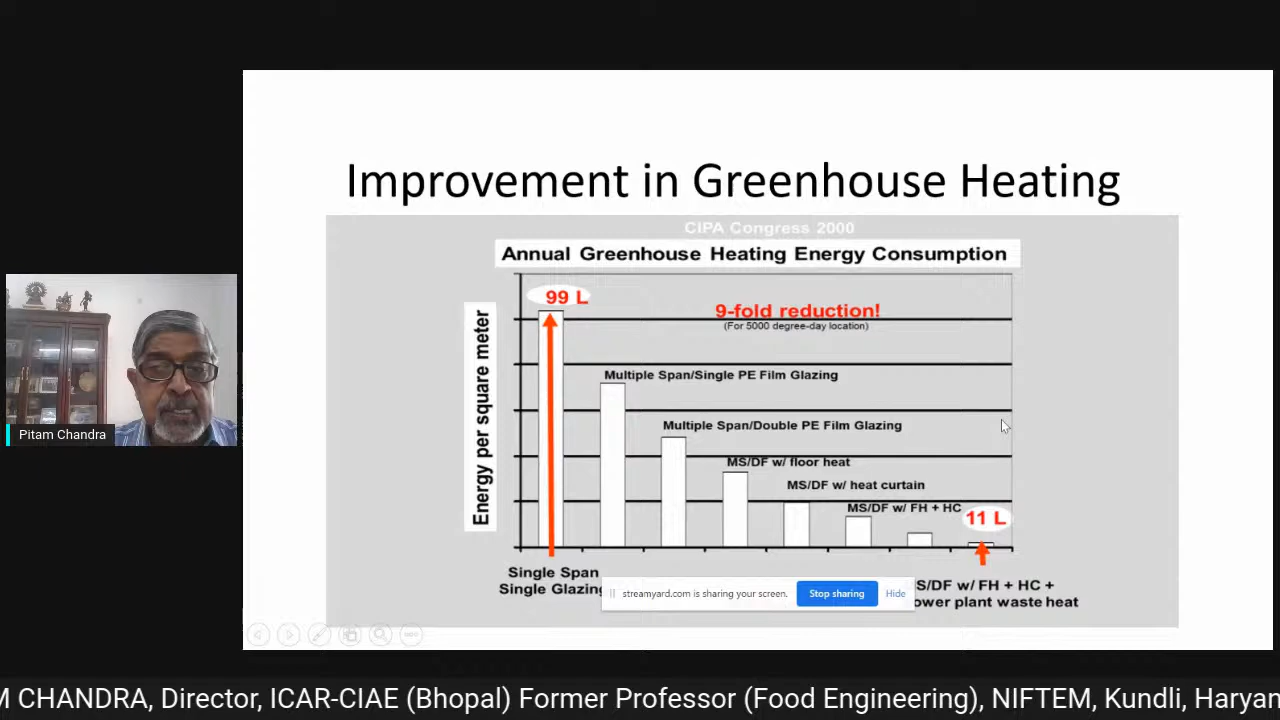 Improvement in Greenhouse Heating
CIPA Congress 2000
Annual Greenhouse Heating Energy Consumption
99 L
9-fold reduction!
(For 5000 degree-day location)
Energy per square meter
Multiple Span/Single PE Film Glazing
Multiple Span/Double PE Film Glazing
MS/DF w/ floor heat
MS/DF w/ heat curtain
MS/DF w/ FH + HC
11 L
Single Span
Single Glazing
S/DF w/ FH + HC +
ower plant waste heat
streamyard.com is sharing your screen.
Stop sharing
Hide
Pitam Chandra
M CHANDRA, Director, ICAR-CIAE (Bhopal) Former Professor (Food Engineering), NIFTEM, Kundli, Haryan